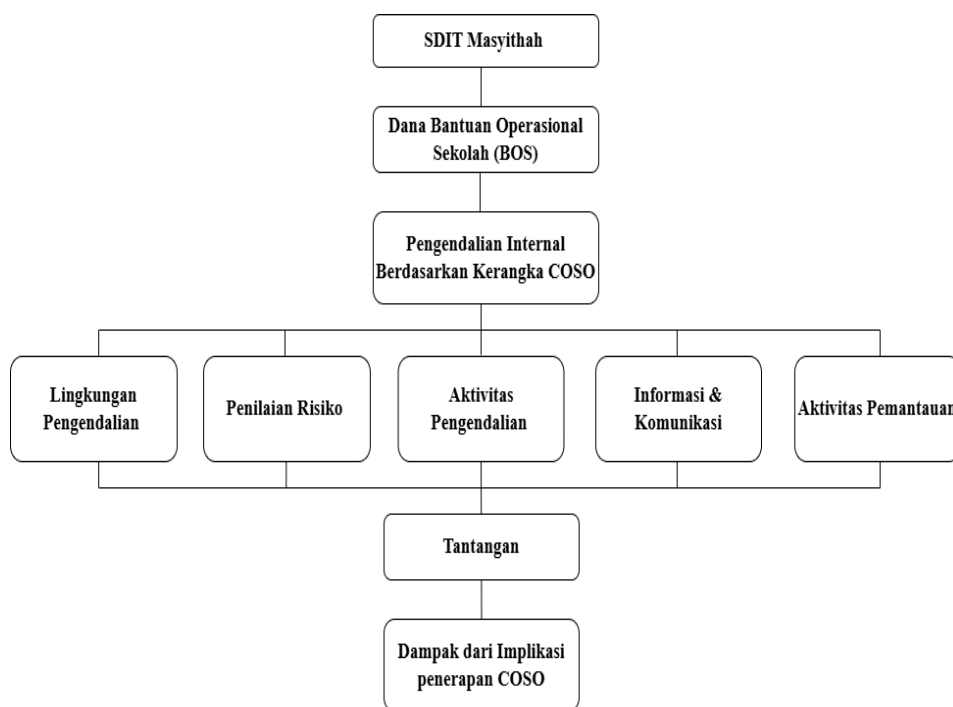 SDIT Masyithah
Dana Bantuan Operasional
Sekolah (BOS)
Pengendalian Internal
Berdasarkan Kerangka COSO
Lingkungan
Pengendalian
Penilaian Risiko
Aktivitas
Pengendalian
Informasi &
Komunikasi
Aktivitas Pemantauan
Tantangan
Dampak dari Implikasi
penerapan COSO